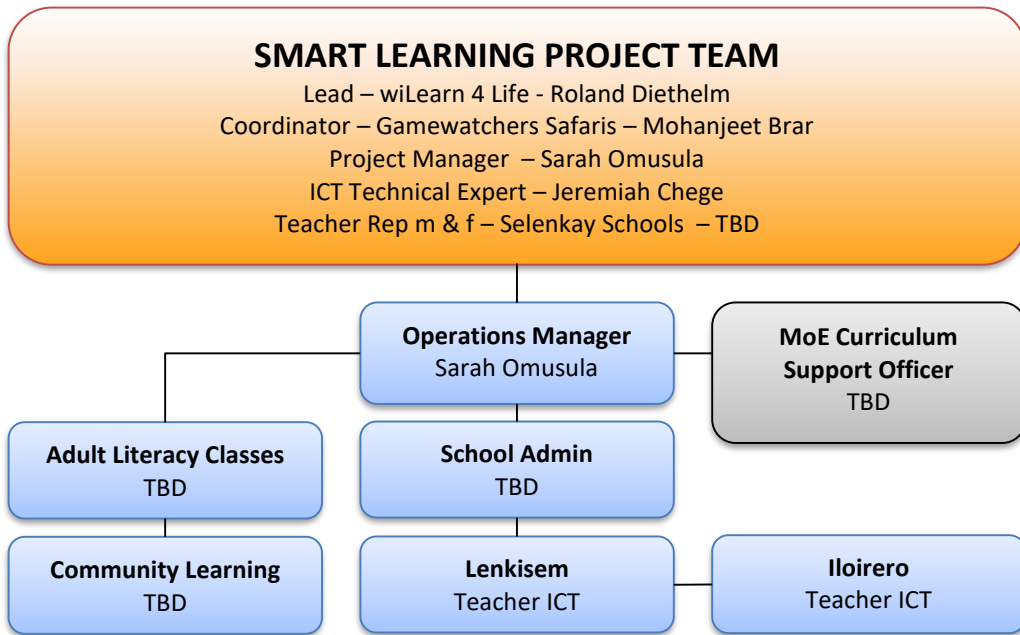 SMART LEARNING PROJECT TEAM
Lead – wiLearn 4 Life - Roland Diethelm
Coordinator – Gamewatchers Safaris – Mohanjeet Brar
Project Manager – Sarah Omusula
ICT Technical Expert – Jeremiah Chege
Teacher Rep m & f – Selenkay Schools – TBD
Operations Manager
Sarah Omusula
MoE Curriculum
Support Officer
TBD
Adult Literacy Classes
TBD
School Admin
TBD
Community Learning
TBD
Lenkisem
Teacher ICT
Iloirero
Teacher ICT